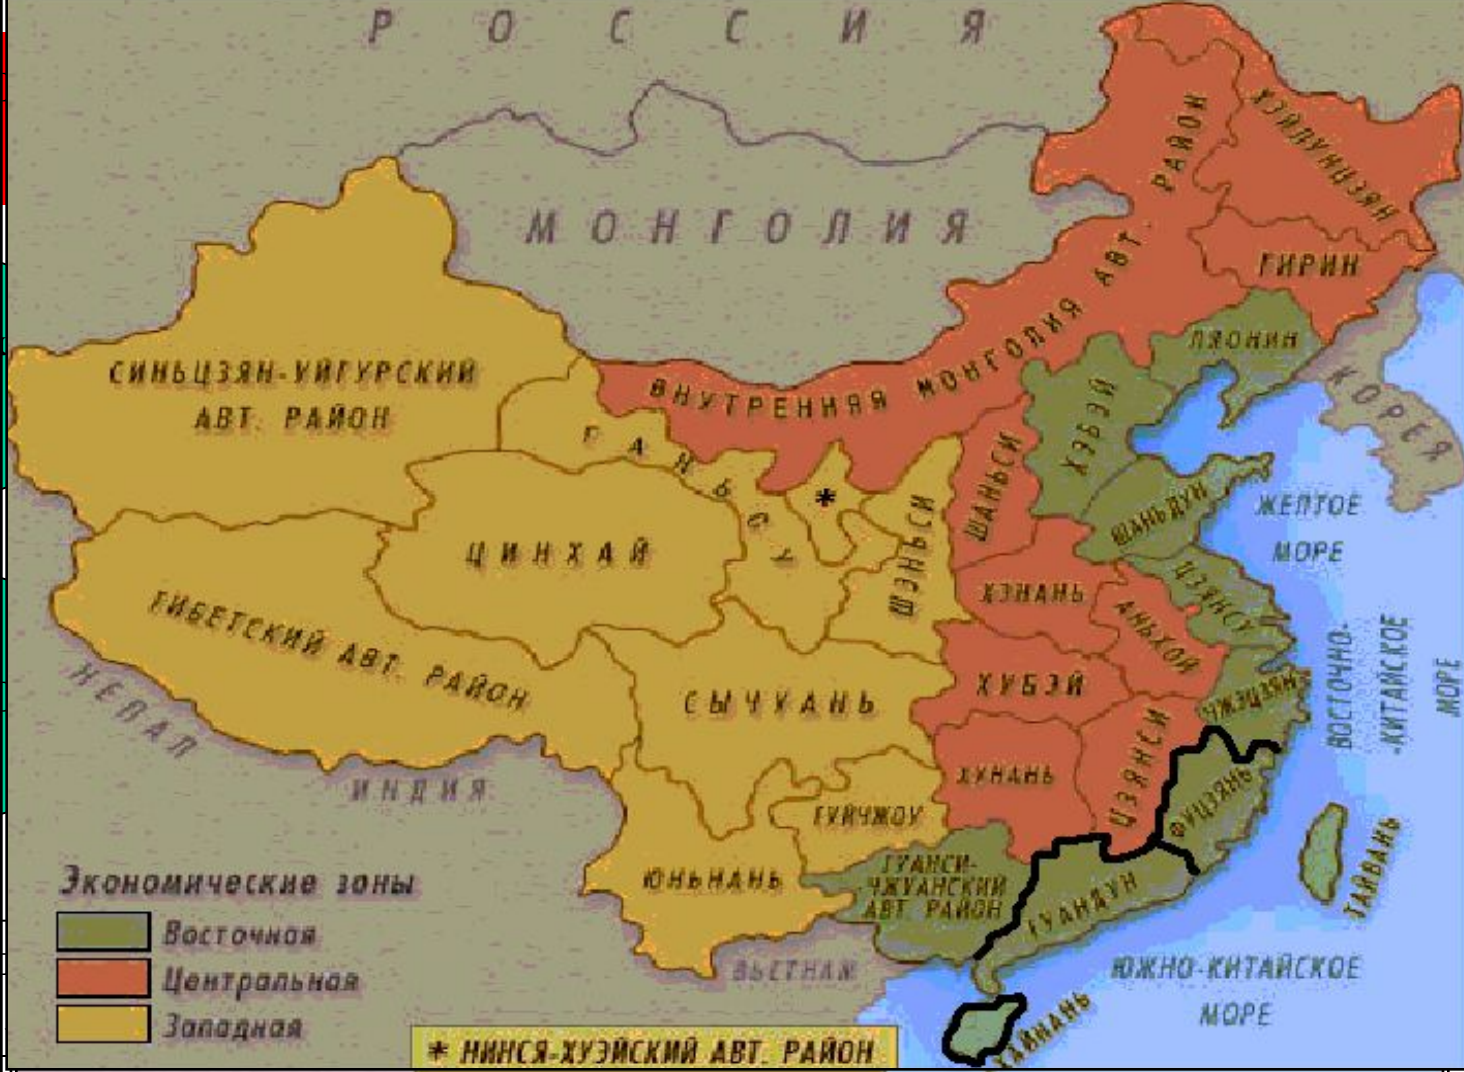 РОССИЯ
МОНГОЛИЯ
ХЭЙЛУНЦЗЯН
ГИРИН
ВНУТРЕННЯЯ МОНГОЛИЯ АВТ. РАЙОН
ЛЯОНИН
КОРЕЯ
СИНЬЦЗЯН-УЙГУРСКИЙ
АВТ. РАЙОН
ГАНЬСУ
ХЭБЭЙ
ШАНЬСИ
*
ШЭНЬСИ
ШАНЬДУН
ЖЕЛТОЕ
МОРЕ
ЦИНХАЙ
ЦЗЯНСУ
ХЭНАНЬ
АНЬХОЙ
ТИБЕТСКИЙ АВТ. РАЙОН
НЕПАЛ
ИНДИЯ
СЫЧУАНЬ
ХУБЭЙ
ЧЖЭЦЗЯН
ВОСТОЧНО-
-КИТАЙСКОЕ
МОРЕ
ХУНАНЬ
ЦЗЯНСИ
ФУЦЗЯНЬ
ГУЙЧЖОУ
ЮНЬНАНЬ
ГУАНСИ-
-ЧЖУАНСКИЙ
АВТ РАЙОН
ГУАНДУН
ТАЙВАНЬ
ВЬЕТНАМ
ЮЖНО-КИТАЙСКОЕ
МОРЕ
ХАЙНАНЬ
Экономические зоны
Восточная
Центральная
Западная
* НИНСЯ-ХУЭЙСКИЙ АВТ. РАЙОН